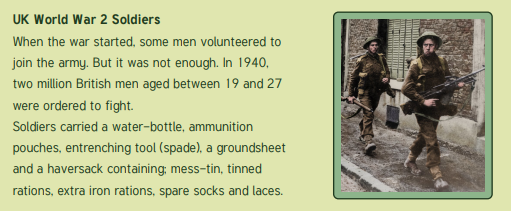 UK World War 2 Soldiers
When the war started, some men volunteered to
join the army. But it was not enough. In 1940,
two million British men aged between 19 and 27
were ordered to fight.
Soldiers carried a water-bottle, ammunition
pouches, entrenching tool (spade), a groundsheet
and a haversack containing; mess-tin, tinned
rations, extra iron rations, spare socks and laces.